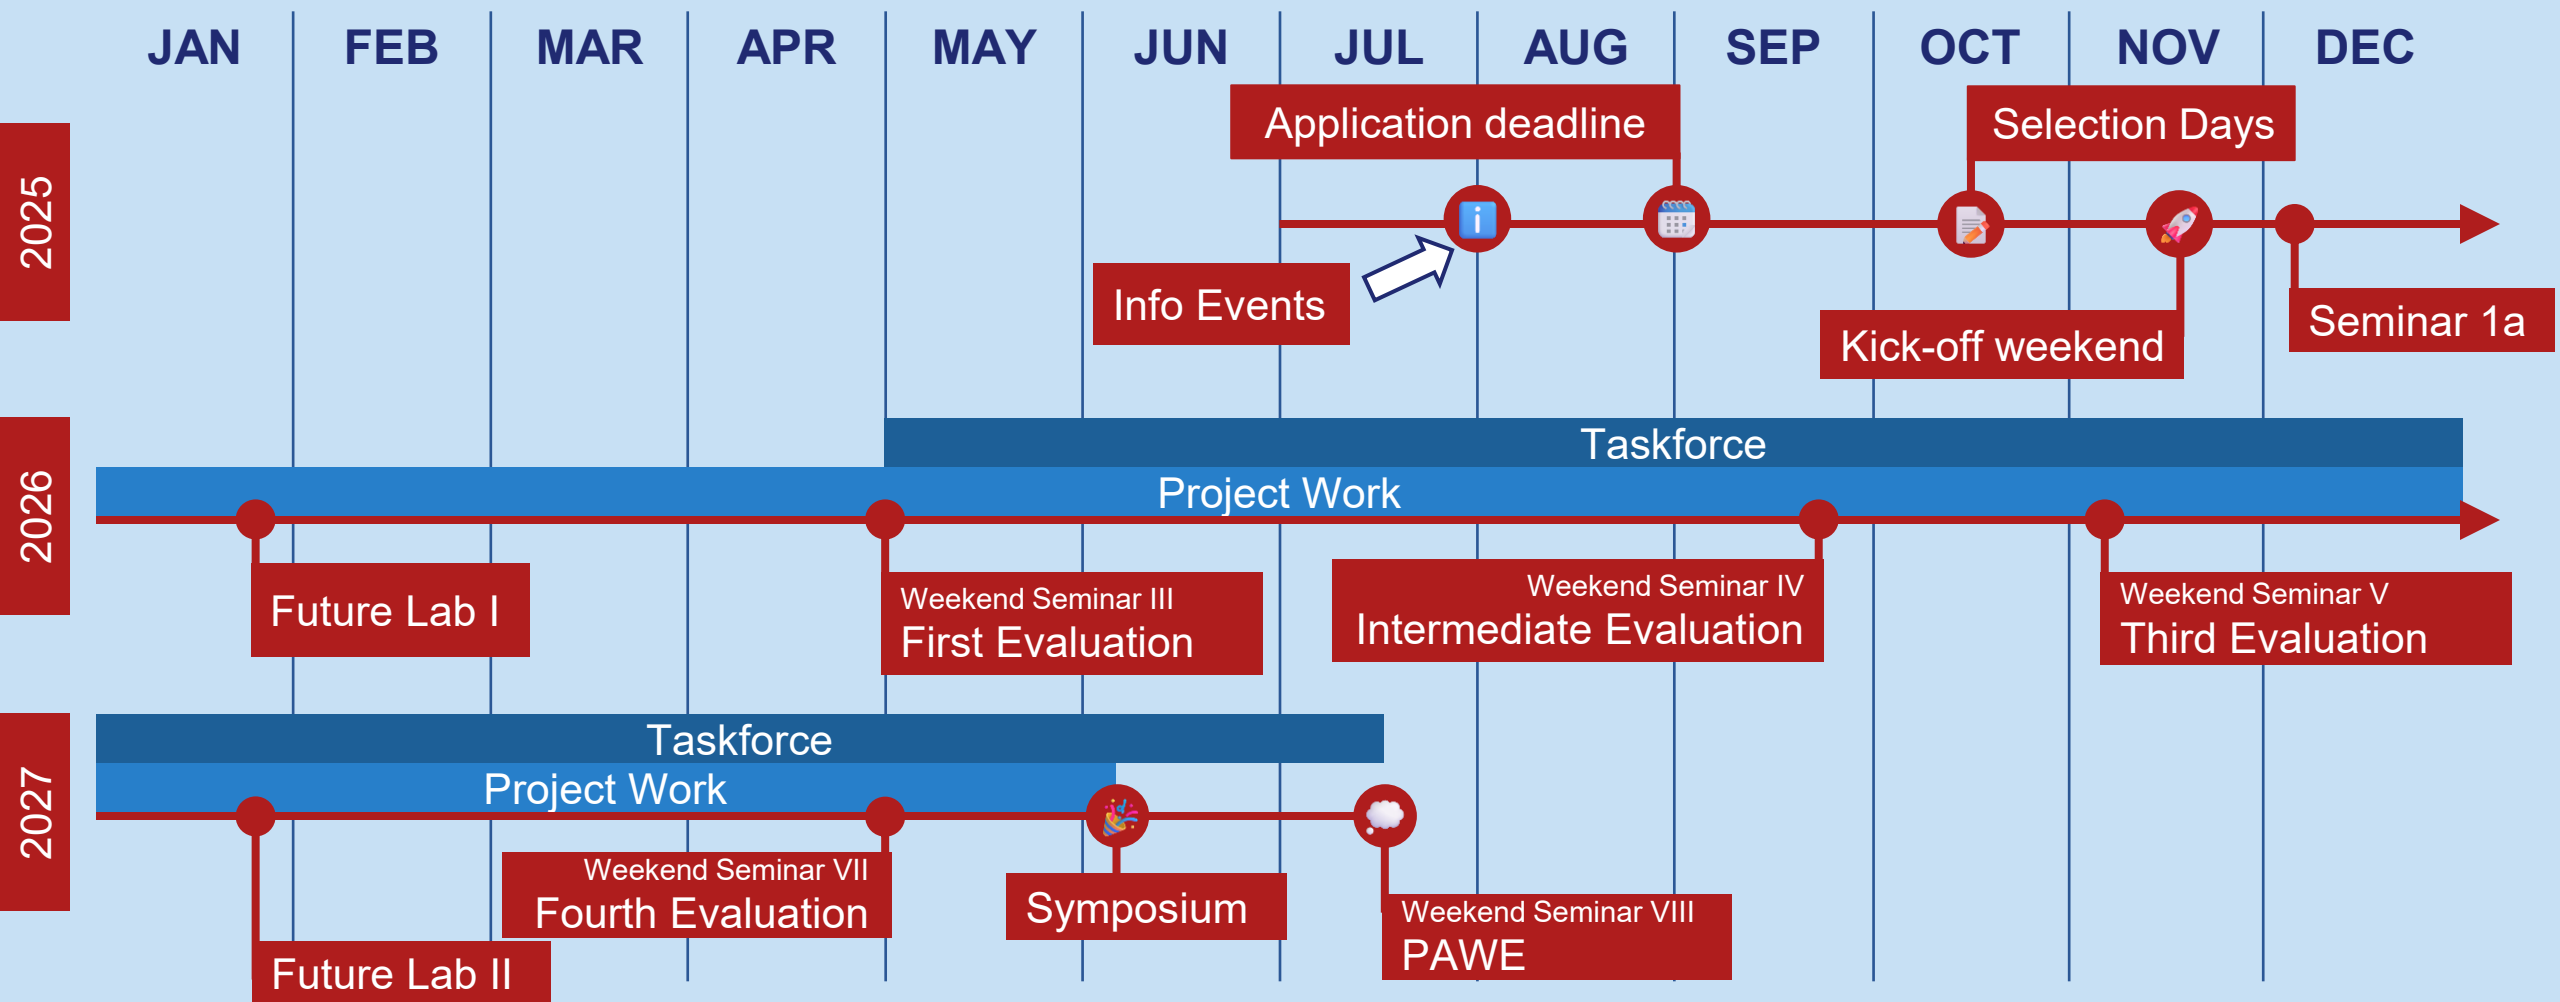 JAN FEB MAR APR MAY JUN JUL AUG SEP OCT NOV DEC
2025
Application deadline
Selection Days
Info Events
Kick-off weekend
Seminar 1a
2026
Taskforce
Project Work
Future Lab I
Weekend Seminar III
First Evaluation
Weekend Seminar IV
Intermediate Evaluation
Weekend Seminar V
Third Evaluation
2027
Taskforce
Project Work
Weekend Seminar VII
Fourth Evaluation
Symposium
Weekend Seminar VIII
PAWE
Future Lab II